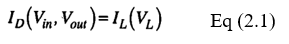 I_D(V_in, V_out) = I_L(V_L) Eq (2.1)